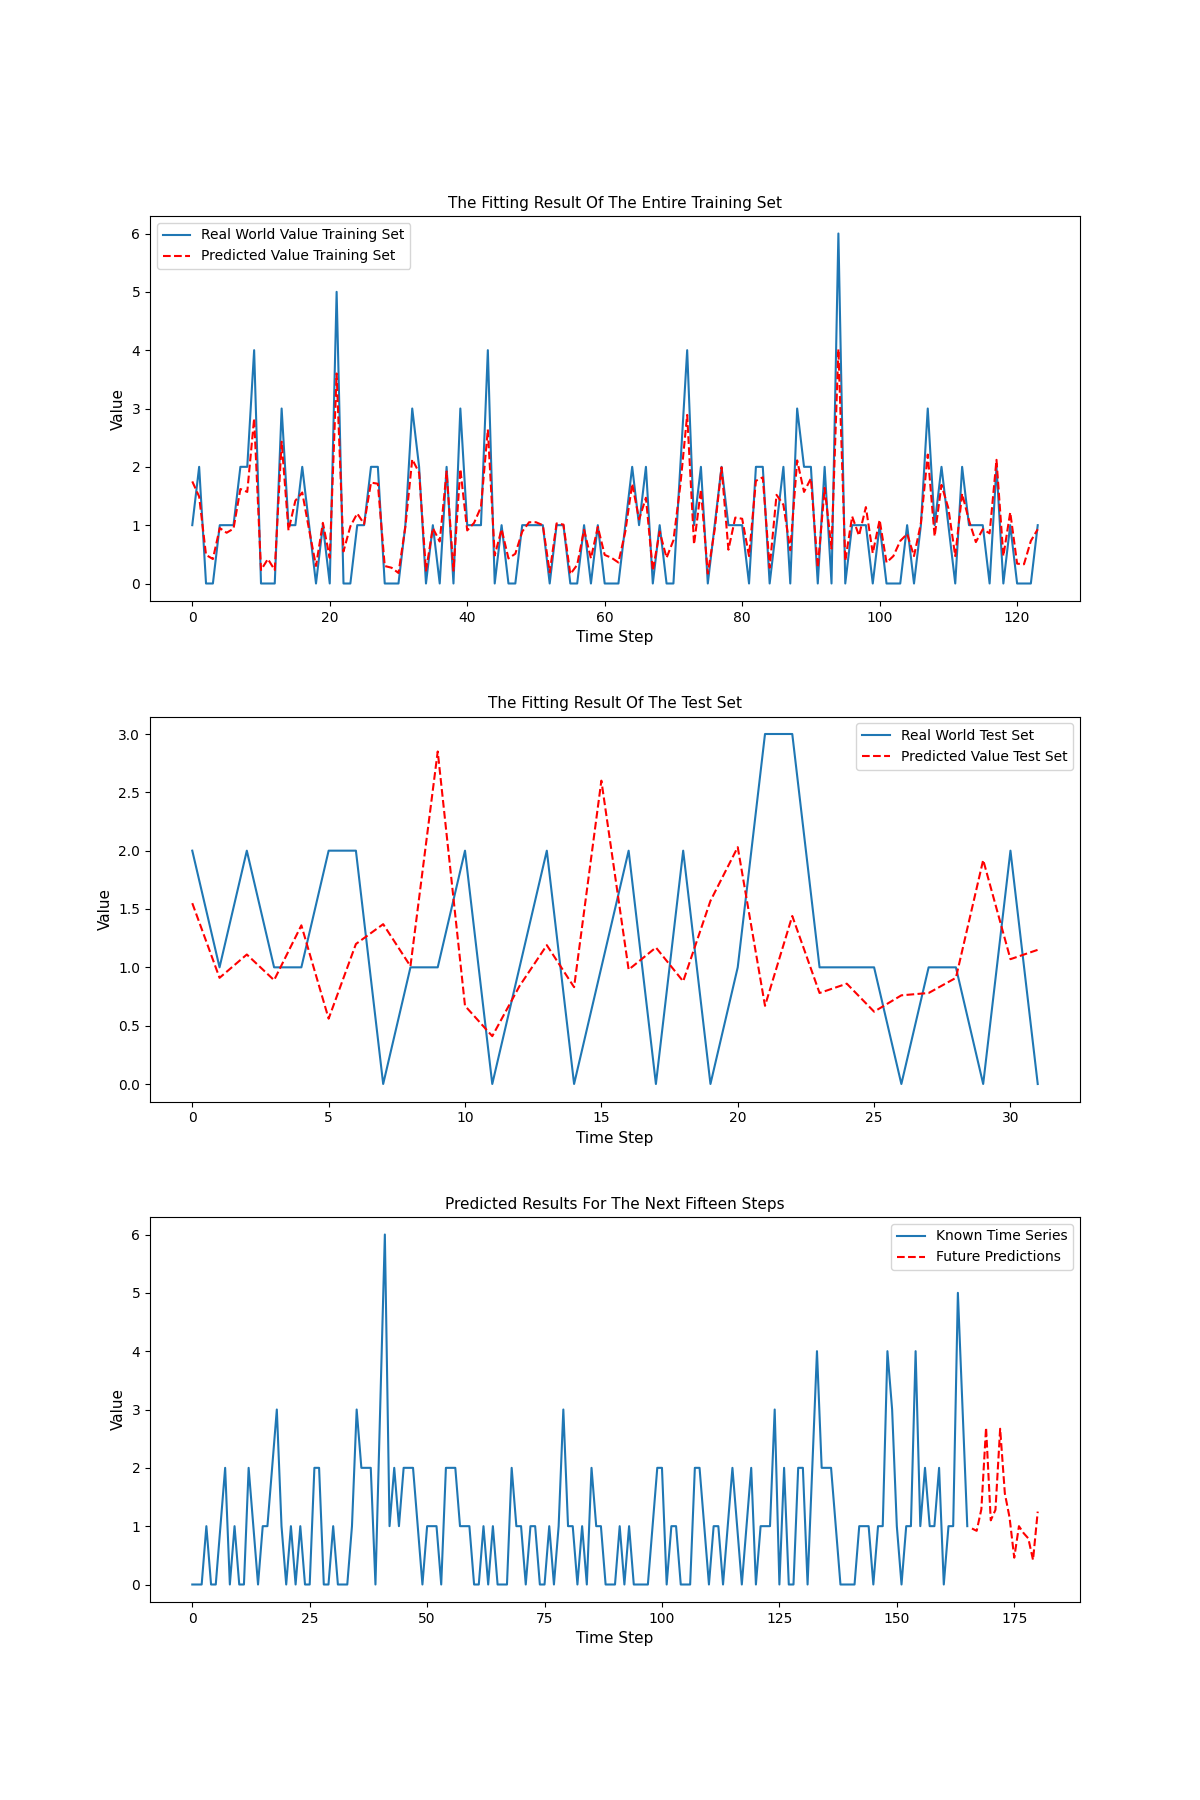 The Fitting Result Of The Entire Training Set
Real World Value Training Set
Predicted Value Training Set
6
5
4
3
2
1
0
Value
0 20 40 60 80 100 120
Time Step
The Fitting Result Of The Test Set
Real World Test Set
Predicted Value Test Set
3.0
2.5
2.0
1.5
1.0
0.5
0.0
Value
0 5 10 15 20 25 30
Time Step
Predicted Results For The Next Fifteen Steps
Known Time Series
Future Predictions
6
5
4
3
2
1
0
Value
0 25 50 75 100 125 150 175
Time Step